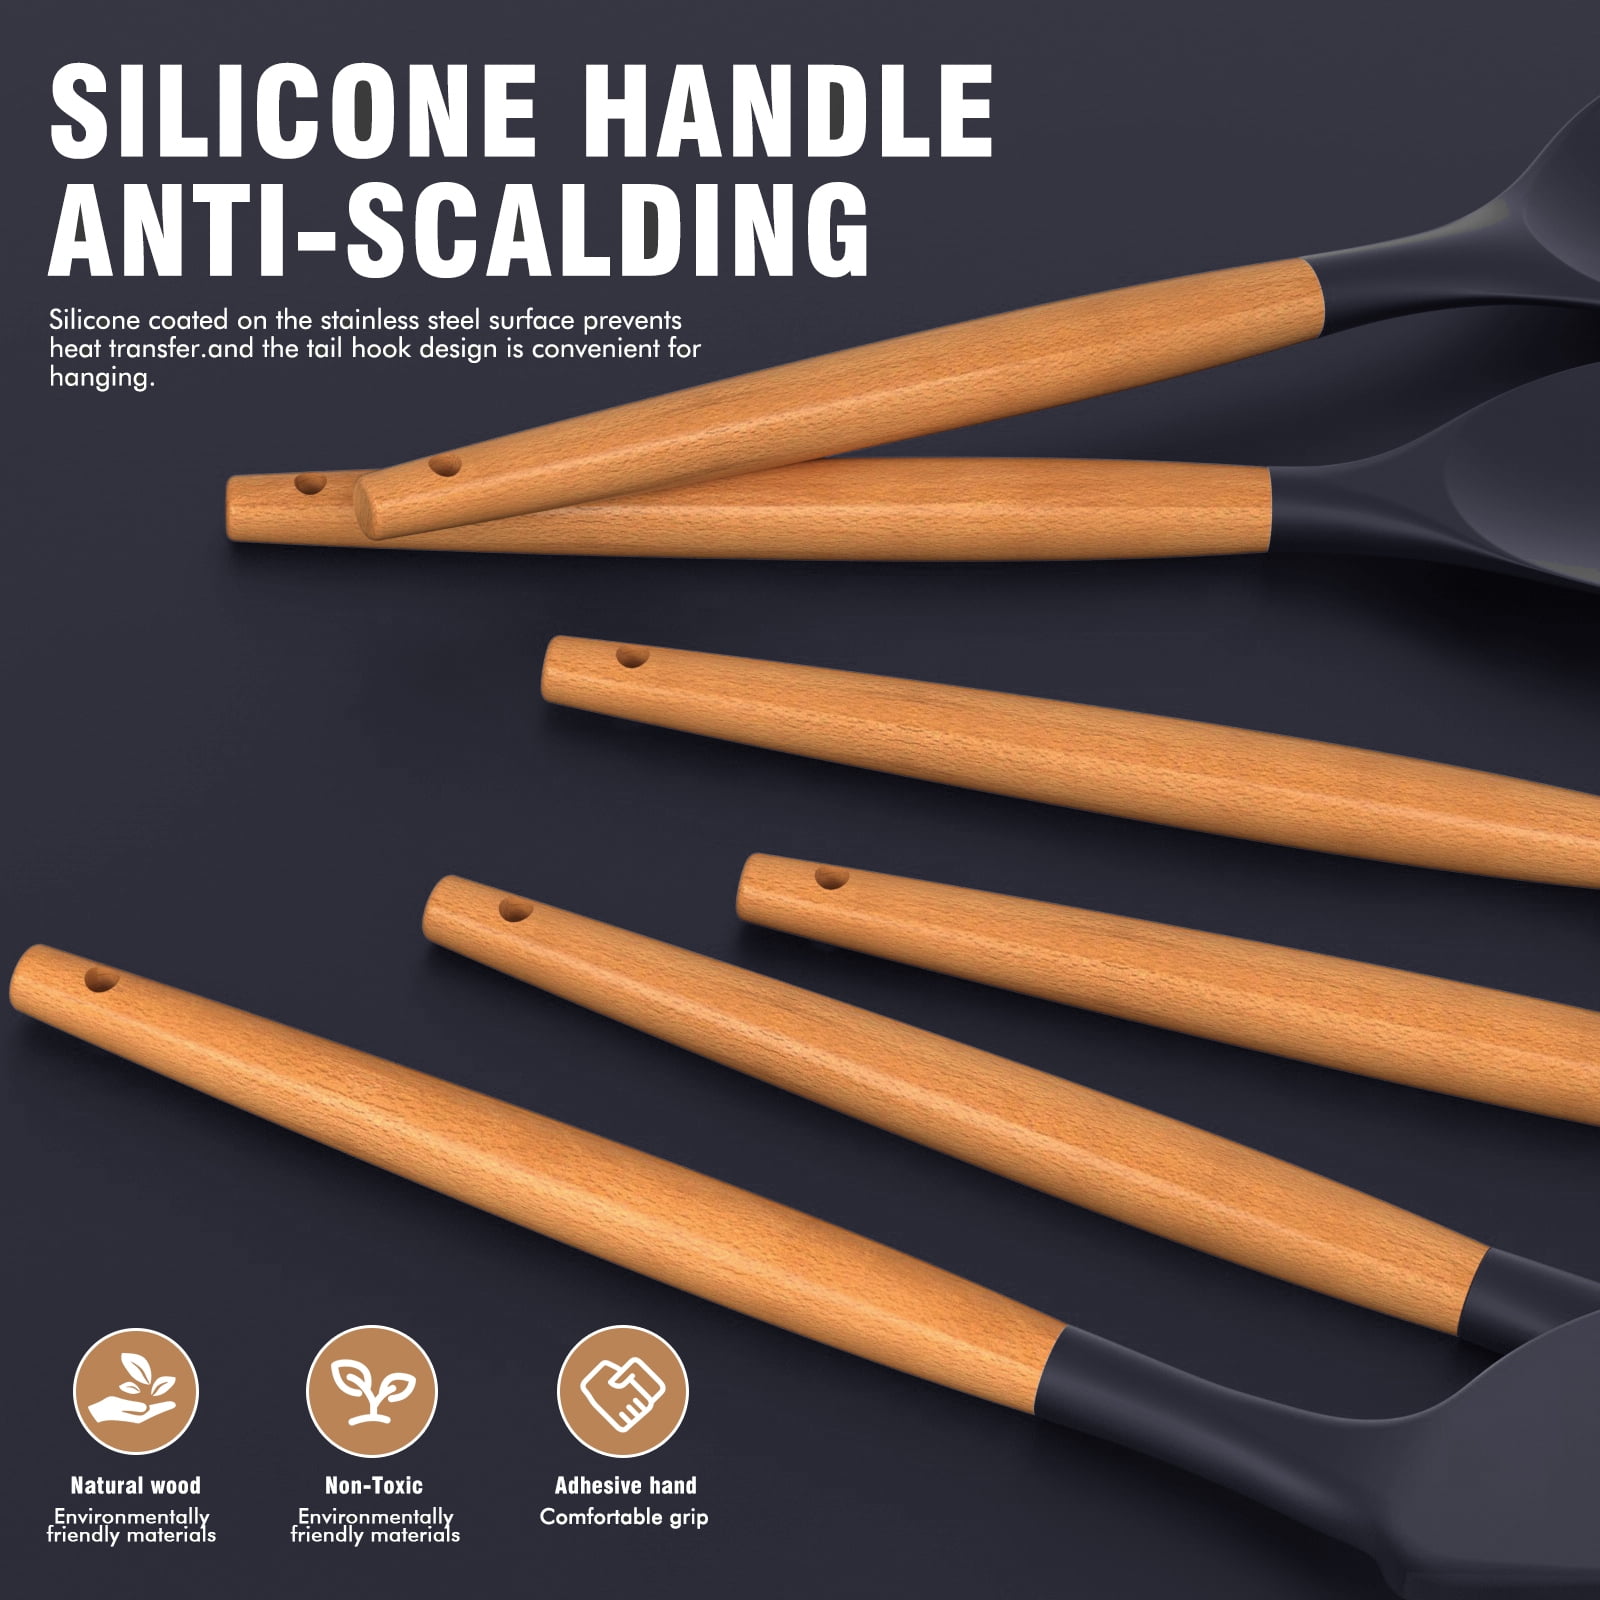 SILICONE HANDLE
ANTI-SCALDING
Silicone coated on the stainless steel surface prevents
heat transfer.and the tail hook design is convenient for
hanging.
Natural wood
Environmentally
friendly materials
Non-Toxic
Environmentally
friendly materials
Adhesive hand
Comfortable grip